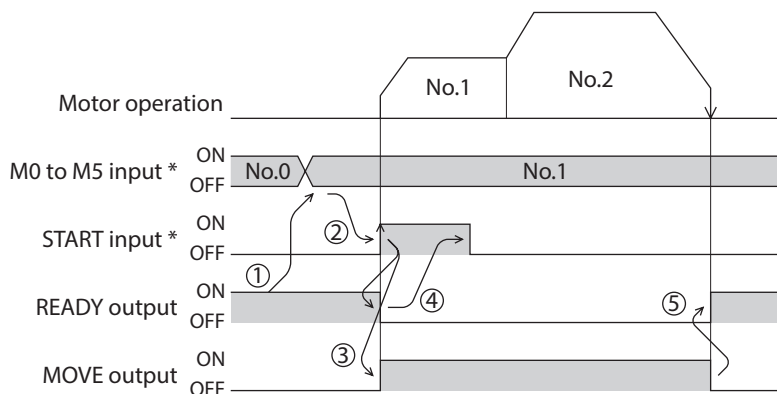 Motor operation
No.1
No.2
M0 to M5 input *
ON
OFF
No.0
No.1
START input *
ON
OFF
①
②
READY output
ON
OFF
③
④
⑤
MOVE output
ON
OFF